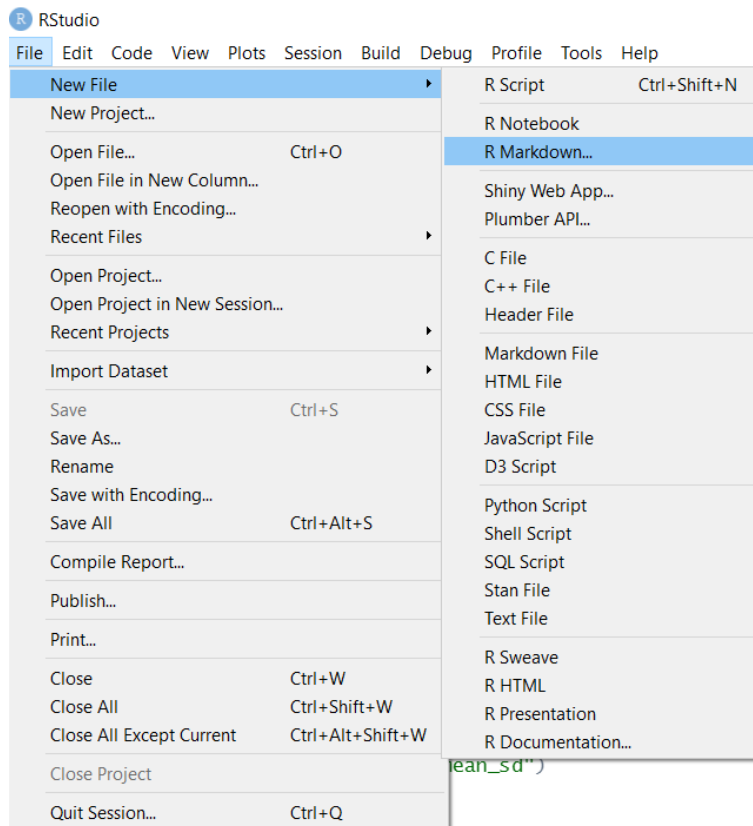 R RStudio
File Edit Code View Plots Session Build Debug Profile Tools Help
New File
New Project...
Open File... Ctrl+O
Open File in New Column...
Reopen with Encoding...
Recent Files
Open Project...
Open Project in New Session...
Recent Projects
Import Dataset
Save Ctrl+S
Save As...
Rename
Save with Encoding...
Save All Ctrl+Alt+S
Compile Report...
Publish...
Print...
Close Ctrl+W
Close All Ctrl+Shift+W
Close All Except Current Ctrl+Alt+Shift+W
Close Project
Quit Session... Ctrl+Q
R Script Ctrl+Shift+N
R Notebook
R Markdown...
Shiny Web App...
Plumber API...
C File
C++ File
Header File
Markdown File
HTML File
CSS File
JavaScript File
D3 Script
Python Script
Shell Script
SQL Script
Stan File
Text File
R Sweave
R HTML
R Presentation
R Documentation...
ean_sd")